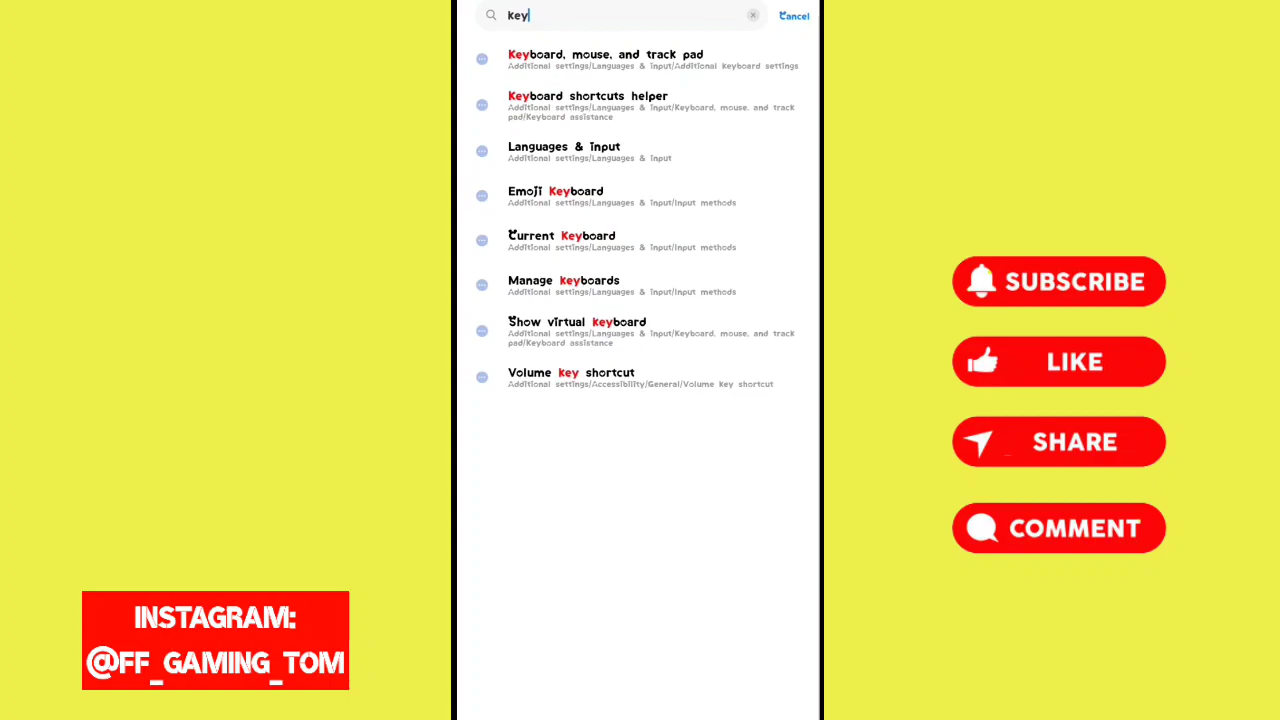 key
Cancel
Keyboard, mouse, and track pad
Additional settings/Languages & input/Additional keyboard settings
Keyboard shortcuts helper
Additional settings/Languages & input/Keyboard, mouse, and track
pad/Keyboard assistance
Languages & input
Additional settings/Languages & input
Emoji Keyboard
Additional settings/Languages & input/Input methods
Current Keyboard
Additional settings/Languages & input/Input methods
Manage keyboards
Additional settings/Languages & input/Input methods
Show virtual keyboard
Additional settings/Languages & input/Keyboard, mouse, and track
pad/Keyboard assistance
Volume key shortcut
Additional settings/Accessibility/General/Volume key shortcut
SUBSCRIBE
LIKE
SHARE
COMMENT
INSTAGRAM:
@FF_GAMING_TOM